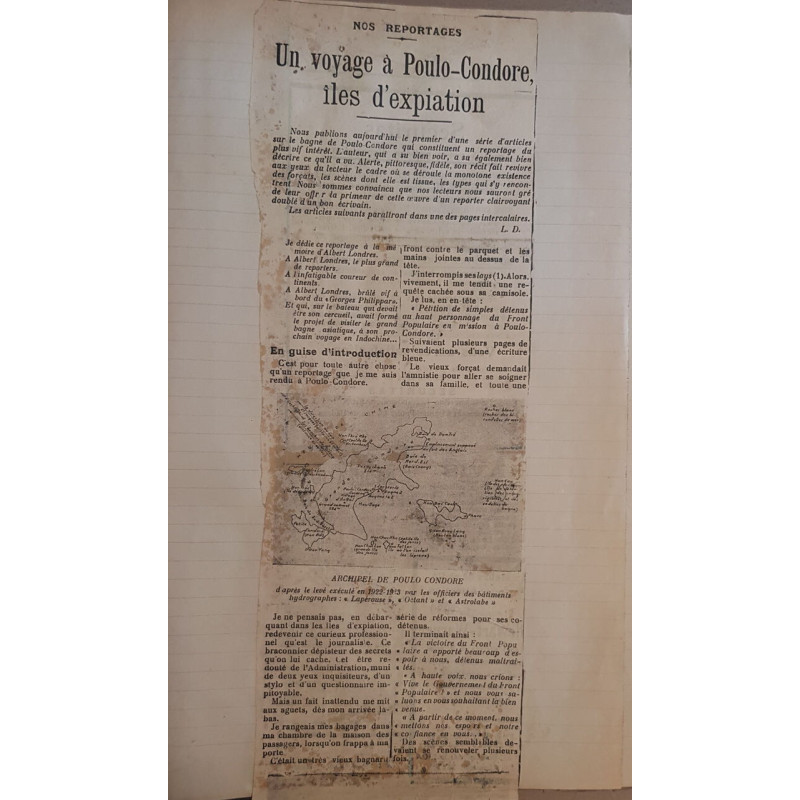 NOS REPORTAGES
Un voyage à Poulo-Condore,
îles d'expiation
Nous publions aujourd'hui le premier d'une série d'articles
sur le bagne de Poulo-Condore qui constituent un reportage du
plus vif intérêt. L'auteur, qui a su bien voir, a su également bien
décrire ce qu'il a vu. Alerte, pittoresque, fidèle, son récit fait revivre
aux yeux du lecteur le cadre où se déroule la monotone existence
des forçats, les scènes dont elle est tissue, les types qui s'y rencon-
trent Nous sommes convaincu que nos lecteurs nous sauront gré
de leur offrir la primeur de cette œuvre d'un reporter clairvoyant
doublé d'un bon écrivain.
Les articles suivants paraîtront dans une des pages intercalaires.
L. D.
Je dédie ce reportage à la mé
moire d'Albert Londres.
A Albert Londres, le plus grand
de reporters.
A l'infatigable coureur de con-
tinents.
A Albert Londres, brûlé vif à
bord du «Georges Philippar».
Et qui, sur le bateau qui devait
être son cercueil, avait formé
le projet de visiter le grand
bagne asiatique, à son pro-
chain voyage en Indochine...
En guise d'introduction
C'est pour toute autre chose
qu'un reportage que je me suis
rendu à Poulo-Condore.
front contre le parquet et les
mains jointes au dessus de la
tête.
J'interrompis ses lays (1). Alors,
vivement, il me tendit une re-
quête cachée sous sa camisole.
Je lus, en en-tête :
« Pétition de simples détenus
au haut personnage du Front
Populaire en mission à Poulo-
Condore. »
Suivaient plusieurs pages de
revendications, d'une écriture
bleue.
Le vieux forçat demandait
l'amnistie pour aller se soigner
dans sa famille, et toute une
CHINE
ARCHIPEL DE POULO CONDORE
d'après le levé exécuté en 1922-1923 par les officiers des bâtiments
hydrographes : « Lapérouse », « Octant » et « Astrolabe »
Je ne pensais pas, en débar-
quant dans les îles d'expiation,
redevenir ce curieux profession-
nel qu'est le journaliste. Ce
braconnier dépisteur des secrets
qu'on lui cache. Cet être re-
douté de l'Administration, muni
de deux yeux inquisiteurs, d'un
stylo et d'un questionnaire im-
pitoyable.
Mais un fait inattendu me mit
aux aguets, dès mon arrivée là-
bas.
Je rangeais mes bagages dans
ma chambre de la maison des
passagers, lorsqu'on frappa à ma
porte.
C'était un très vieux bagnard
série de réformes pour ses co-
détenus.
Il terminait ainsi :
« La victoire du Front Popu
« laire a apporté beaucoup d'es-
« poir à nous, détenus maltrai-
« tés.
« A haute voix, nous crions :
« Vive le Gouvernement du Front
« Populaire ! » et nous vous sa-
« luons en vous souhaitant la bien
« venue.
« A partir de ce moment, nous
« mettons nos espoirs et notre
« confiance en vous...»
Des scènes semblables de-
vaient se renouveler plusieurs
fois.